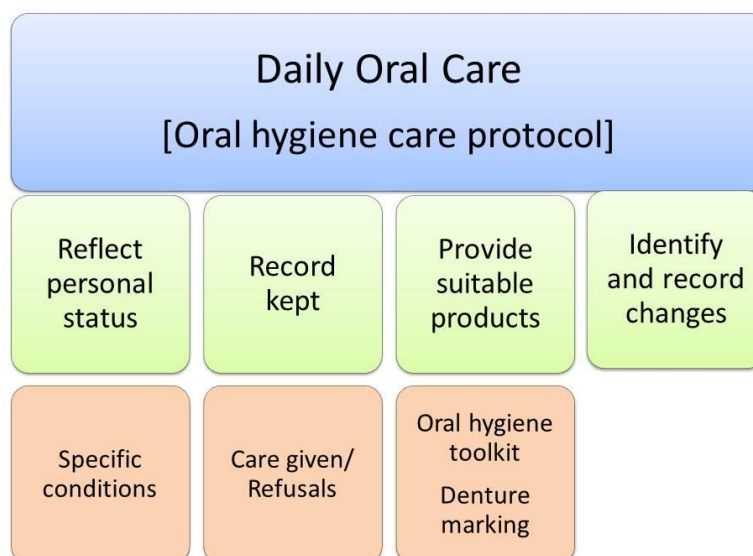 Daily Oral Care
[Oral hygiene care protocol]
Reflect
personal
status
Record
kept
Provide
suitable
products
Identify
and record
changes
Specific
conditions
Care given/
Refusals
Oral hygiene
toolkit
Denture
marking